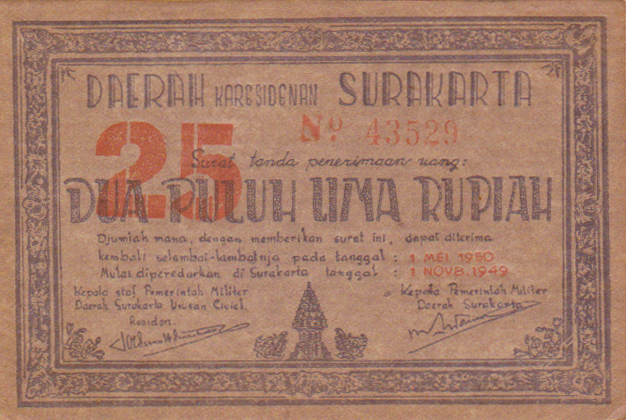 DAERAH KARESIDENAN SURAKARTA
25
Nº 43529
Surat tanda penerimaan uang:
DUA PULUH LIMA RUPIAH
Djumlah mana, dengan memberikan surat ini, dapat diterima
kembali selambat-lambatnja pada tanggal : 1 MEI 1950
Mulai diperedarkan di Surakarta tanggal : 1 NOVB. 1949
Kepala stof Pemerintah Militer
Daerah Surakarta Urusan Civiel.
Residen.
Kepala Pemerintah Militer
Daerah Surakarta.